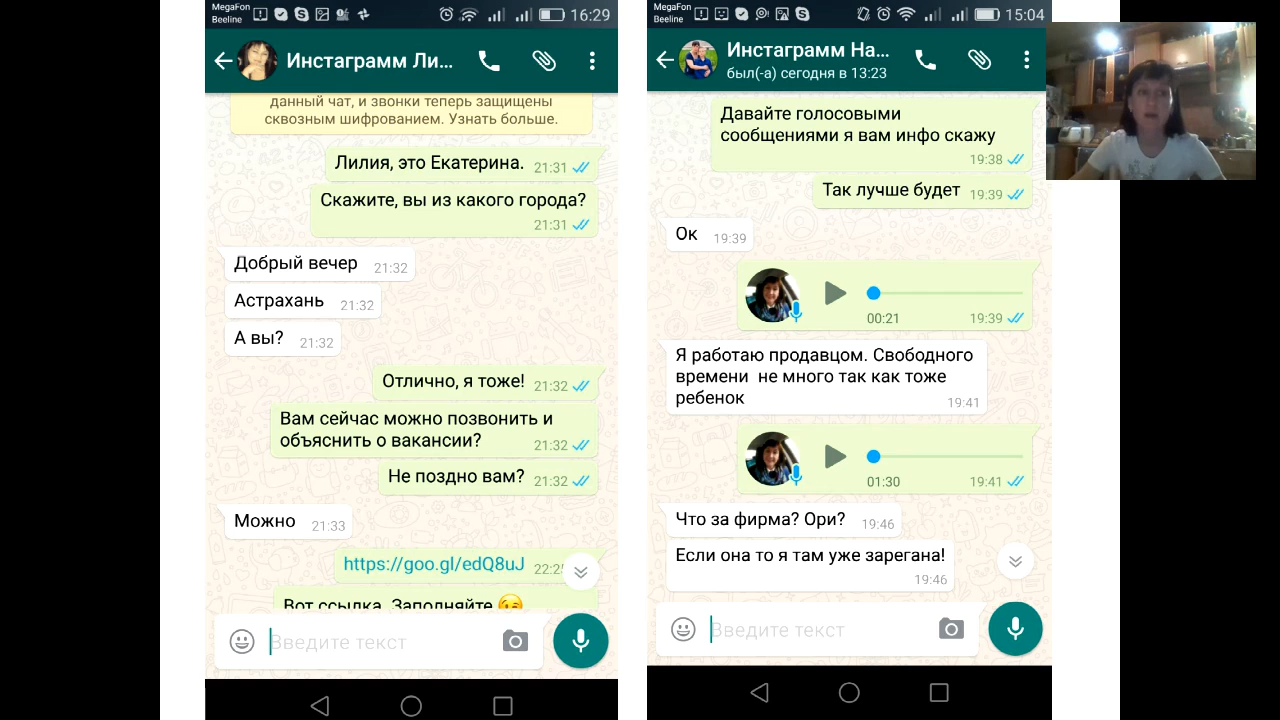 MegaFon
Beeline
16:29
Инстаграмм Ли...
данный чат, и звонки теперь защищены
сквозным шифрованием. Узнать больше.
Лилия, это Екатерина. 21:31
Скажите, вы из какого города?
21:31
Добрый вечер 21:32
Астрахань 21:32
А вы? 21:32
Отлично, я тоже! 21:32
Вам сейчас можно позвонить и
объяснить о вакансии? 21:32
Не поздно вам? 21:32
Можно 21:33
https://goo.gl/edQ8uJ
Вот ссылка. Заполняйте
Введите текст
MegaFon
Beeline
15:04
Инстаграмм На...
был(-а) сегодня в 13:23
Давайте голосовыми
сообщениями я вам инфо скажу
19:38
Так лучше будет 19:39
Ок 19:39
00:21 19:39
Я работаю продавцом. Свободного
времени не много так как тоже
ребенок
19:41
01:30 19:41
Что за фирма? Ори? 19:46
Если она то я там уже зарегана!
19:46
Введите текст